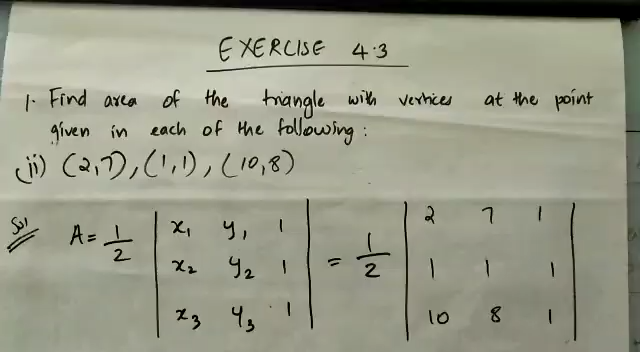 EXERCISE 4.3
1. Find area of the triangle with vertices at the point
given in each of the following:
(ii) (2,7), (1,1), (10,8)
Sol A = 1/2 | x₁ y₁ 1 | = 1/2 | 2 7 1 |
| x₂ y₂ 1 | | 1 1 1 |
| x₃ y₃ 1 | | 10 8 1 |